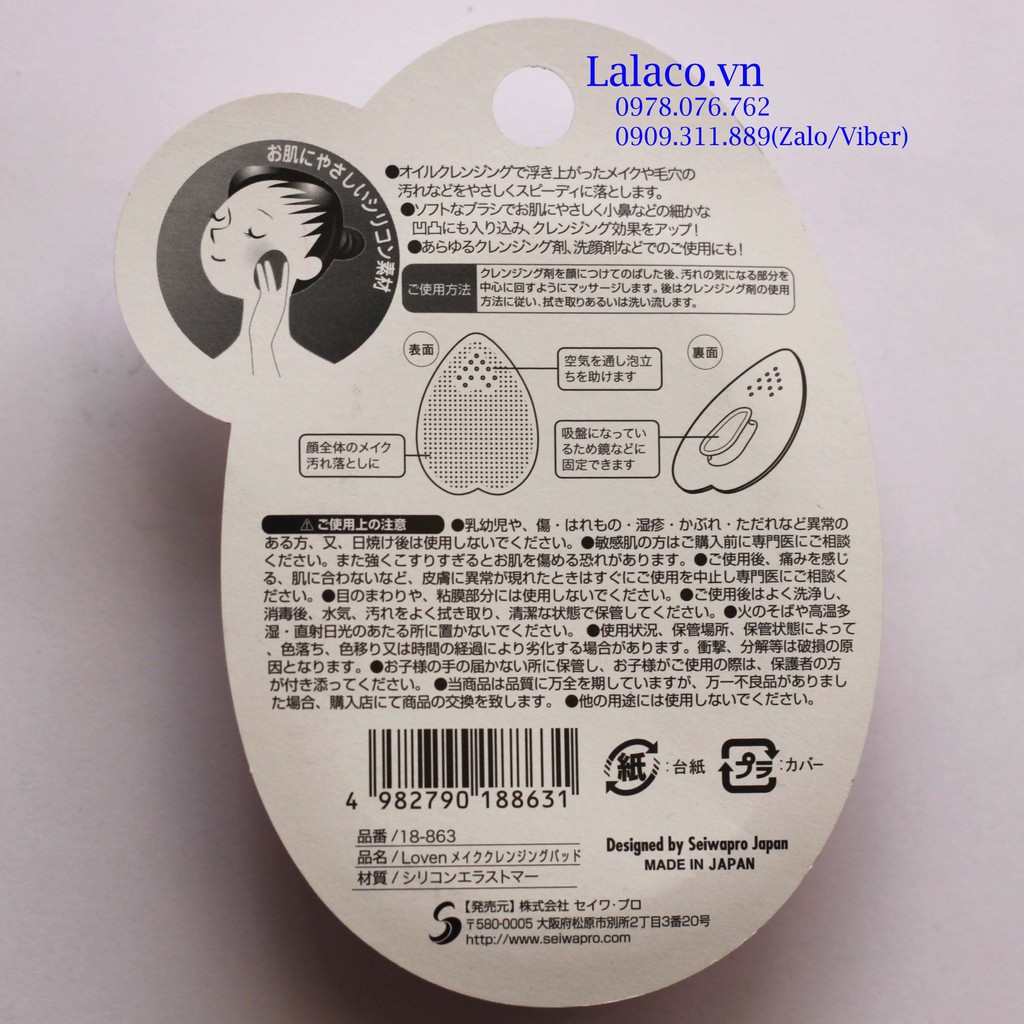 Lalaco.vn
0978.076.762
0909.311.889(Zalo/Viber)
お肌にやさしいシリコン素材
●オイルクレンジングで浮き上がったメイクや毛穴の
汚れなどをやさしくスピーディに落とします。
●ソフトなブラシでお肌にやさしく小鼻などの細かな
凹凸にも入り込み、クレンジング効果をアップ!
●あらゆるクレンジング剤、洗顔剤などでのご使用にも!
ご使用方法
クレンジング剤を顔につけてのばした後、汚れの気になる部分を
中心に回すようにマッサージします。後はクレンジング剤の使用
方法に従い、拭き取りあるいは洗い流します。
表面
空気を通し泡立
ちを助けます
裏面
顔全体のメイク
汚れ落としに
吸盤になってい
るため鏡などに
固定できます
⚠ご使用上の注意 ●乳幼児や、傷・はれもの・湿疹・かぶれ・ただれなど異常の
ある方、又、日焼け後は使用しないでください。●敏感肌の方はご購入前に専門医にご相談
ください。また強くこすりすぎるとお肌を傷める恐れがあります。●ご使用後、痛みを感じ
る、肌に合わないなど、皮膚に異常が現れたときはすぐにご使用を中止し専門医にご相談く
ださい。●目のまわりや、粘膜部分には使用しないでください。●ご使用後はよく洗浄し、
消毒後、水気、汚れをよく拭き取り、清潔な状態で保管してください。●火のそばや高温多
湿・直射日光のあたる所に置かないでください。●使用状況、保管場所、保管状態によって
、色落ち、色移り又は時間の経過により劣化する場合があります。衝撃、分解等は破損の原
因となります。●お子様の手の届かない所に保管し、お子様がご使用の際は、保護者の方
が付き添ってください。●当商品は品質に万全を期していますが、万一不良品がありまし
た場合、購入店にて商品の交換を致します。●他の用途には使用しないでください。
4 982790 188631
紙:台紙 プラ:カバー
品番/18-863
品名/Lovenメイククレンジングパッド
材質/シリコンエラストマー
Designed by Seiwapro Japan
MADE IN JAPAN
【発売元】株式会社 セイワ・プロ
〒580-0005 大阪府松原市別所2丁目3番20号
http://www.seiwapro.com